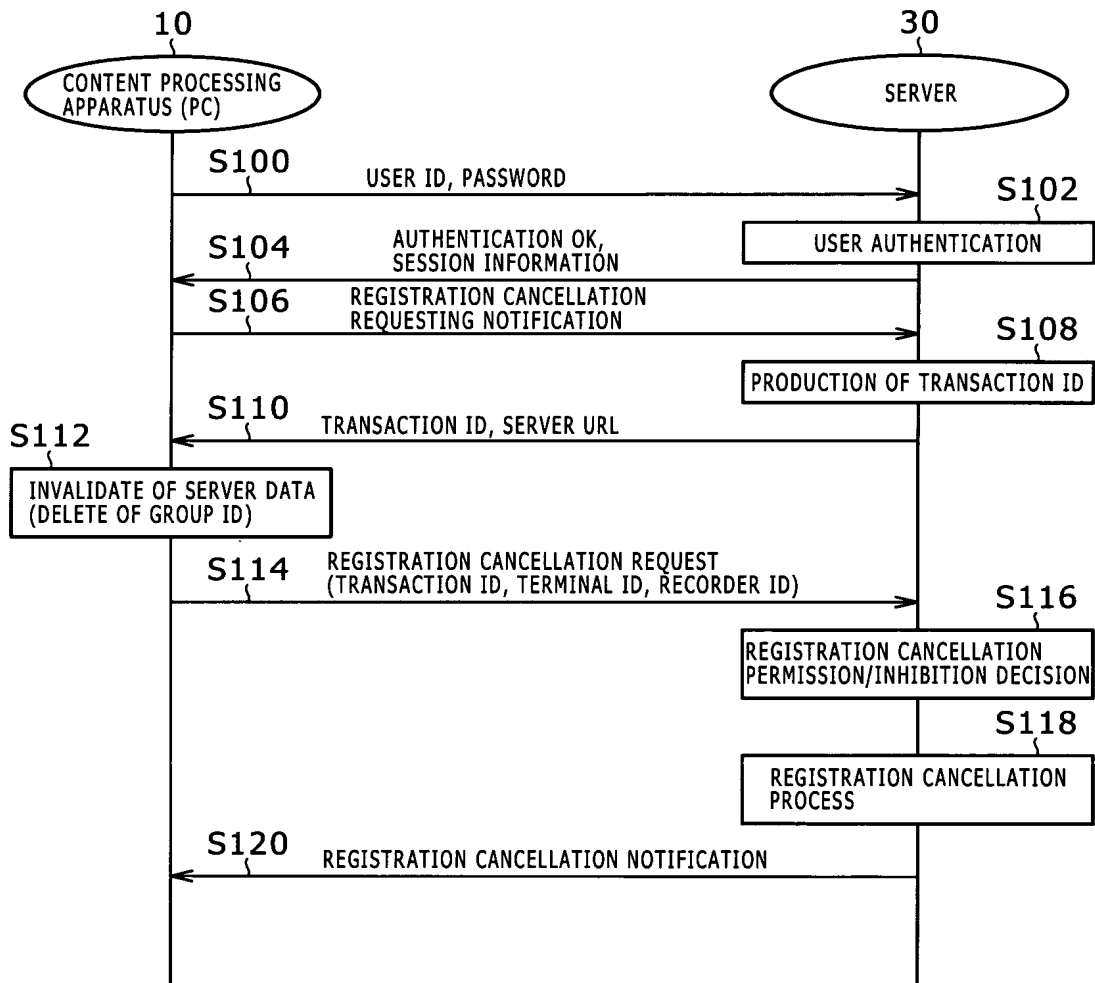 10
30
CONTENT PROCESSING
APPARATUS (PC)
SERVER
S100
USER ID, PASSWORD
S102
USER AUTHENTICATION
S104
AUTHENTICATION OK,
SESSION INFORMATION
S106
REGISTRATION CANCELLATION
REQUESTING NOTIFICATION
S108
PRODUCTION OF TRANSACTION ID
S110
TRANSACTION ID, SERVER URL
S112
INVALIDATE OF SERVER DATA
(DELETE OF GROUP ID)
S114
REGISTRATION CANCELLATION REQUEST
(TRANSACTION ID, TERMINAL ID, RECORDER ID)
S116
REGISTRATION CANCELLATION
PERMISSION/INHIBITION DECISION
S118
REGISTRATION CANCELLATION
PROCESS
S120
REGISTRATION CANCELLATION NOTIFICATION